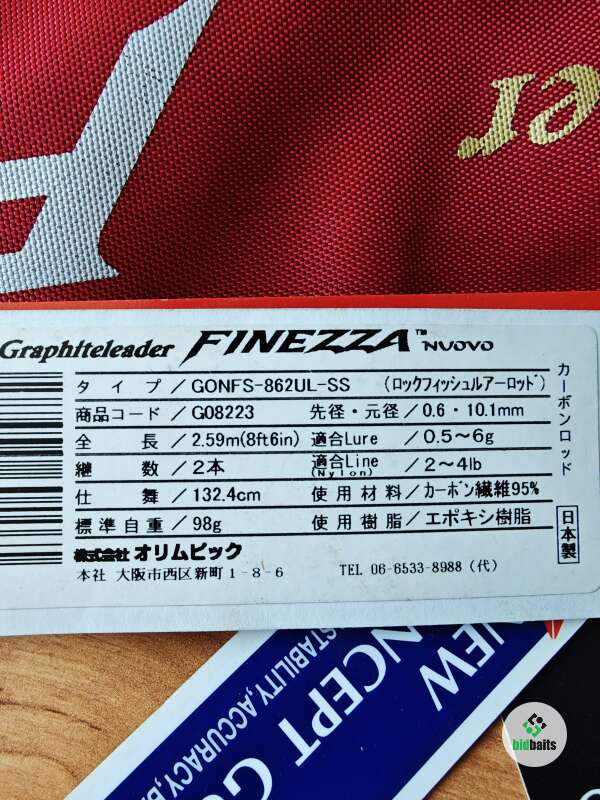 er
Graphiteleader FINEZZA™ NUOVO
タイプ／GONFS-862UL-SS （ロックフィッシュルアーロッド）
商品コード／G08223 先径・元径／0.6・10.1mm
全長／2.59m(8ft6in) 適合Lure／0.5〜6g
継数／2本 適合Line(Nylon)／2〜4lb
仕舞／132.4cm 使用材料／カーボン繊維95%
標準自重／98g 使用樹脂／エポキシ樹脂
カーボンロッド
日本製
株式会社 オリムピック
本社 大阪市西区新町1-8-6 TEL 06-6533-8988（代）
NEW
NCEPT G
STABILITY,ACCURACY,B
bidbaits